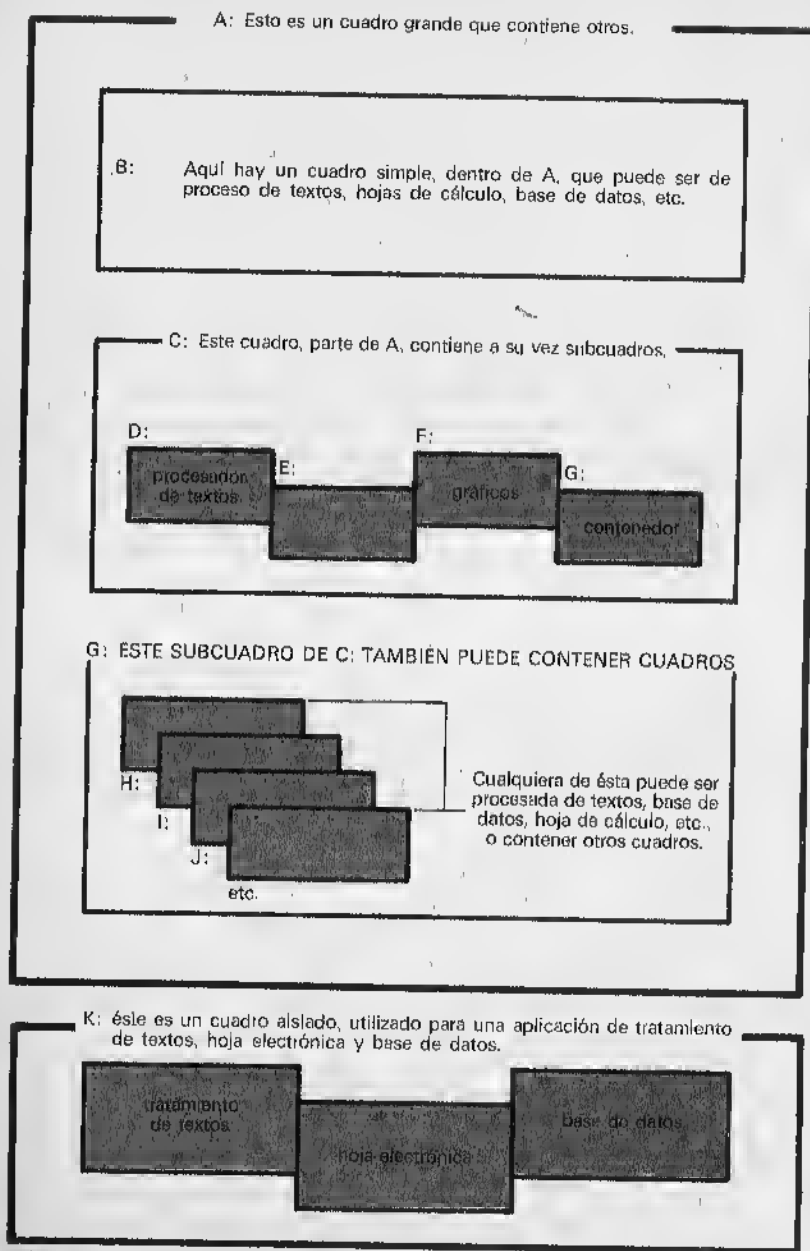 A: Esto es un cuadro grande que contiene otros.
B: Aquí hay un cuadro simple, dentro de A, que puede ser de
proceso de textos, hojas de cálculo, base de datos, etc.
C: Este cuadro, parte de A, contiene a su vez subcuadros,
D:
procesador
de textos
E:
F:
gráficos
G:
contenedor
G: ESTE SUBCUADRO DE C: TAMBIÉN PUEDE CONTENER CUADROS
H:
I:
J:
etc.
Cualquiera de ésta puede ser
procesada de textos, base de
datos, hoja de cálculo, etc.,
o contener otros cuadros.
K: éste es un cuadro aislado, utilizado para una aplicación de tratamiento
de textos, hoja electrónica y base de datos.
tratamiento
de textos
hoja electrónica
base de datos